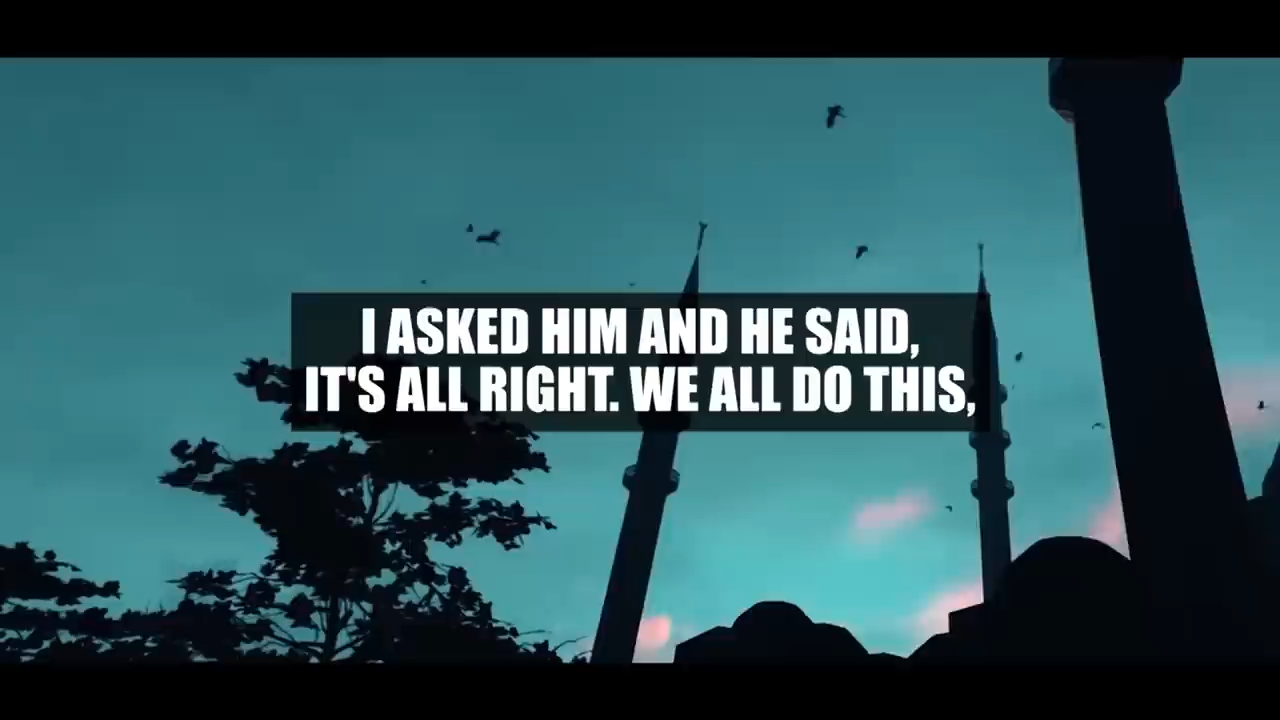 I ASKED HIM AND HE SAID,
IT'S ALL RIGHT. WE ALL DO THIS,